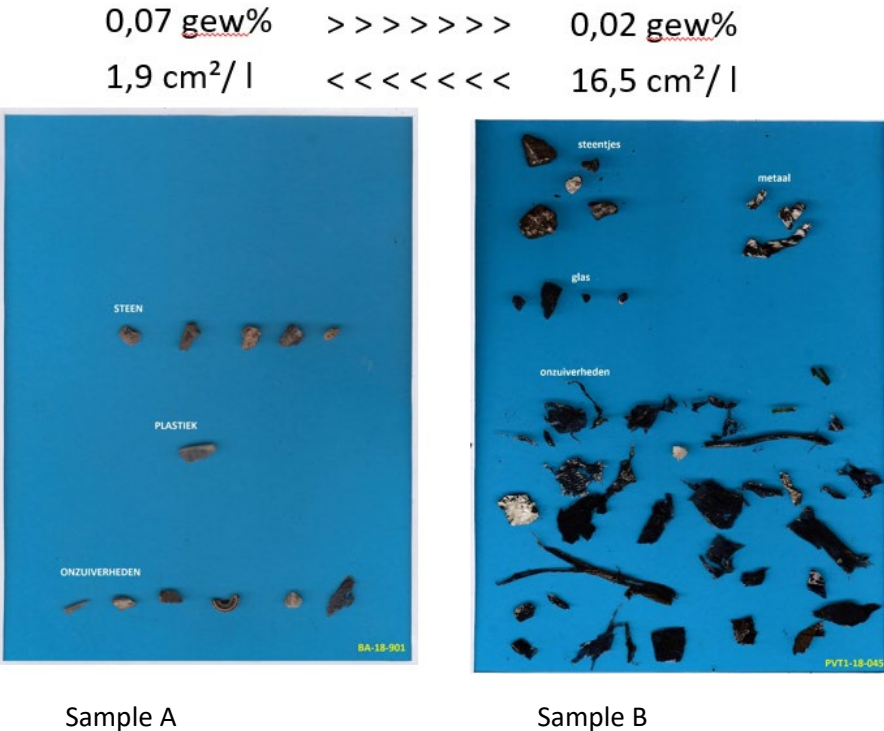 0,07 gew% > > > > > > > 0,02 gew%
1,9 cm²/ l < < < < < < < 16,5 cm²/ l
STEEN
PLASTIEK
ONZUIVERHEDEN
BA-18-901
steentjes
metaal
glas
onzuiverheden
PVT1-18-045
Sample A
Sample B